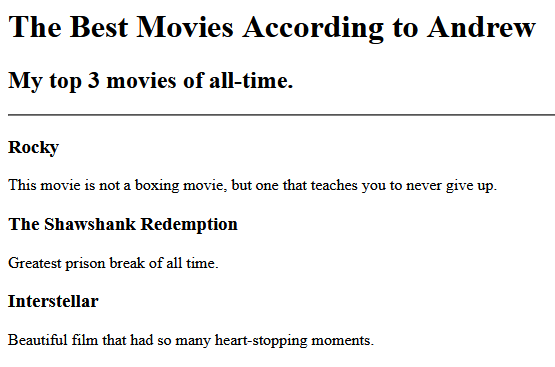 The Best Movies According to Andrew
My top 3 movies of all-time.
Rocky
This movie is not a boxing movie, but one that teaches you to never give up.
The Shawshank Redemption
Greatest prison break of all time.
Interstellar
Beautiful film that had so many heart-stopping moments.